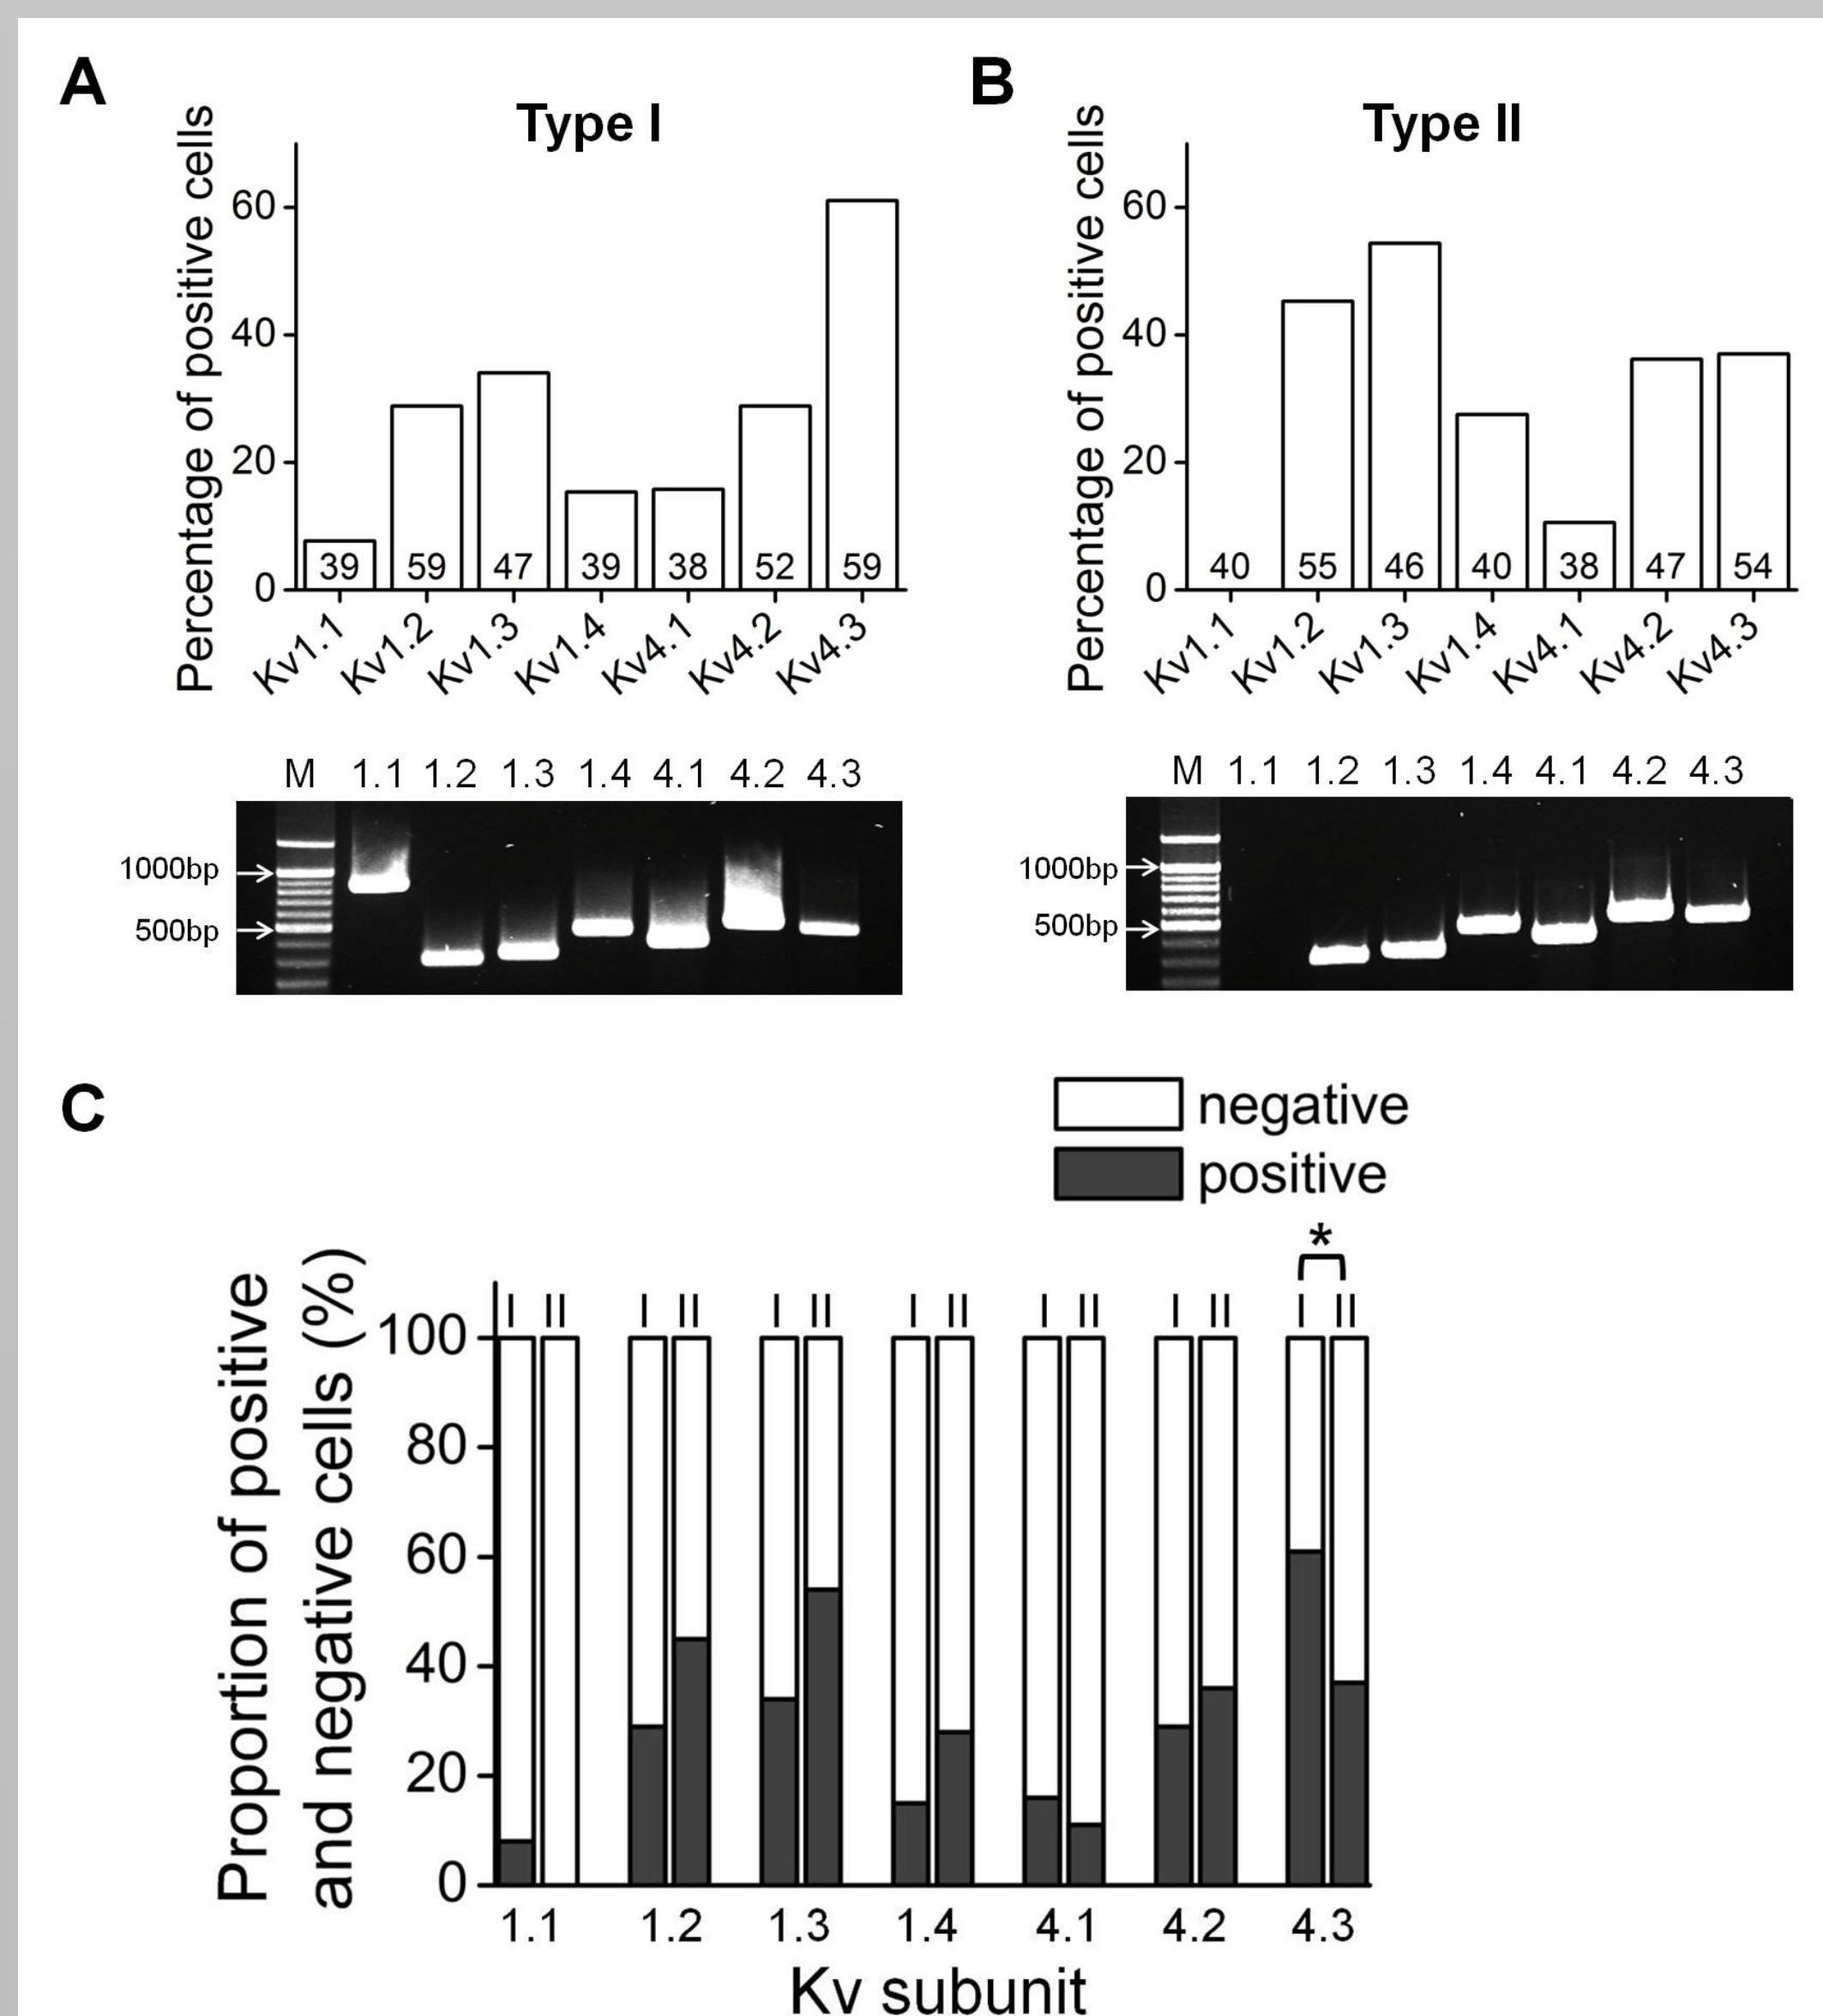 A
Type I
Percentage of positive cells
60
40
20
0
39 59 47 39 38 52 59
Kv1.1 Kv1.2 Kv1.3 Kv1.4 Kv4.1 Kv4.2 Kv4.3
B
Type II
Percentage of positive cells
60
40
20
0
40 55 46 40 38 47 54
Kv1.1 Kv1.2 Kv1.3 Kv1.4 Kv4.1 Kv4.2 Kv4.3
M 1.1 1.2 1.3 1.4 4.1 4.2 4.3
1000bp
500bp
M 1.1 1.2 1.3 1.4 4.1 4.2 4.3
1000bp
500bp
C
negative
positive
*
I II I II I II I II I II I II I II
Proportion of positive
and negative cells (%)
100
80
60
40
20
0
1.1 1.2 1.3 1.4 4.1 4.2 4.3
Kv subunit